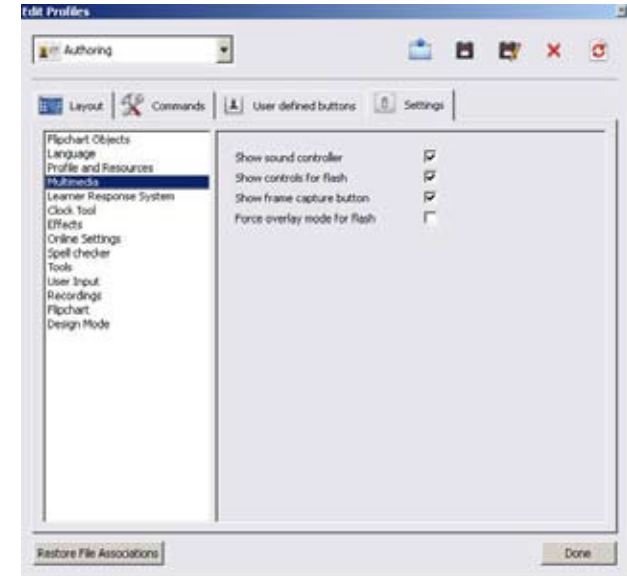 Edit Profiles
Authoring
Layout Commands User defined buttons Settings
Flipchart Objects
Language
Profile and Resources
Multimedia
Learner Response System
Clock Tool
Effects
Online Settings
Spell checker
Tools
User Input
Recordings
Flipchart
Design Mode
Show sound controller
Show controls for flash
Show frame capture button
Force overlay mode for flash
Restore File Associations Done